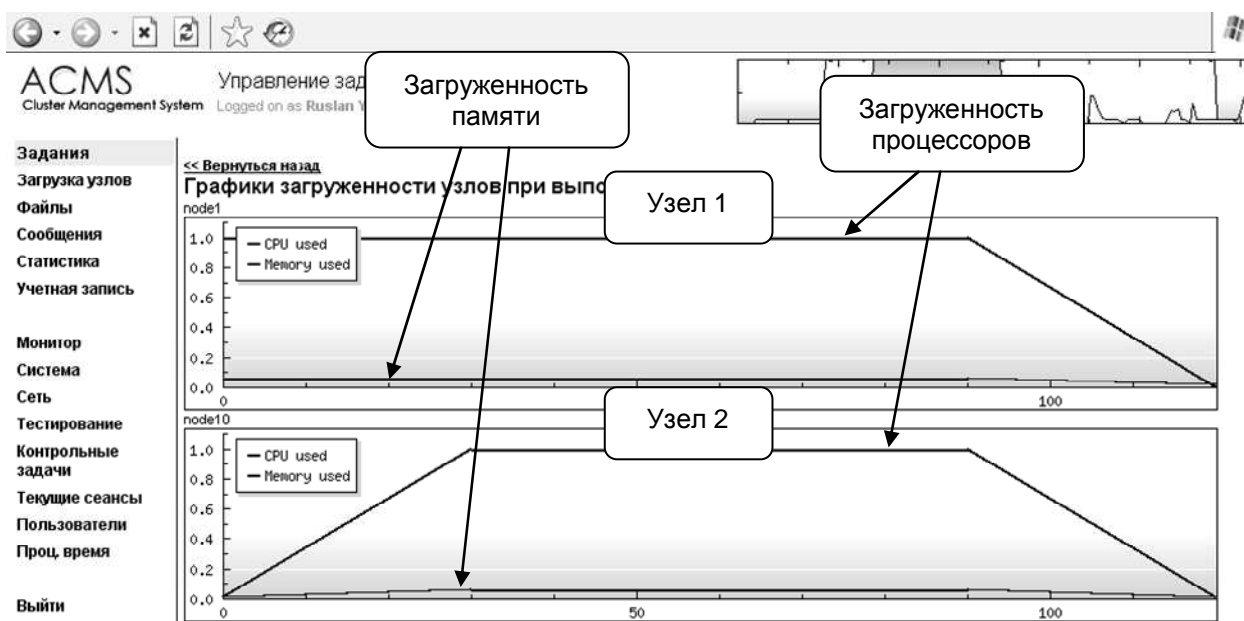 ACMS
Cluster Management System
Управление зад
Logged on as Ruslan Y
Загруженность
памяти
Загруженность
процессоров
Задания
Загрузка узлов
Файлы
Сообщения
Статистика
Учетная запись
Монитор
Система
Сеть
Тестирование
Контрольные
задачи
Текущие сеансы
Пользователи
Проц. время
Выйти
<< Вернуться назад
Графики загруженности узлов при выпо
node1
Узел 1
1.0
0.8
0.6
0.4
0.2
0.0
CPU used
Memory used
0
100
node10
Узел 2
1.0
0.8
0.6
0.4
0.2
0.0
CPU used
Memory used
0
50
100